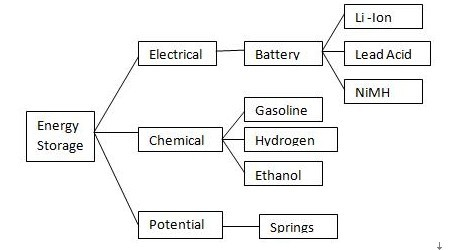 Li -Ion
Electrical
Battery
Lead Acid
NiMH
Gasoline
Energy
Storage
Chemical
Hydrogen
Ethanol
Potential
Springs